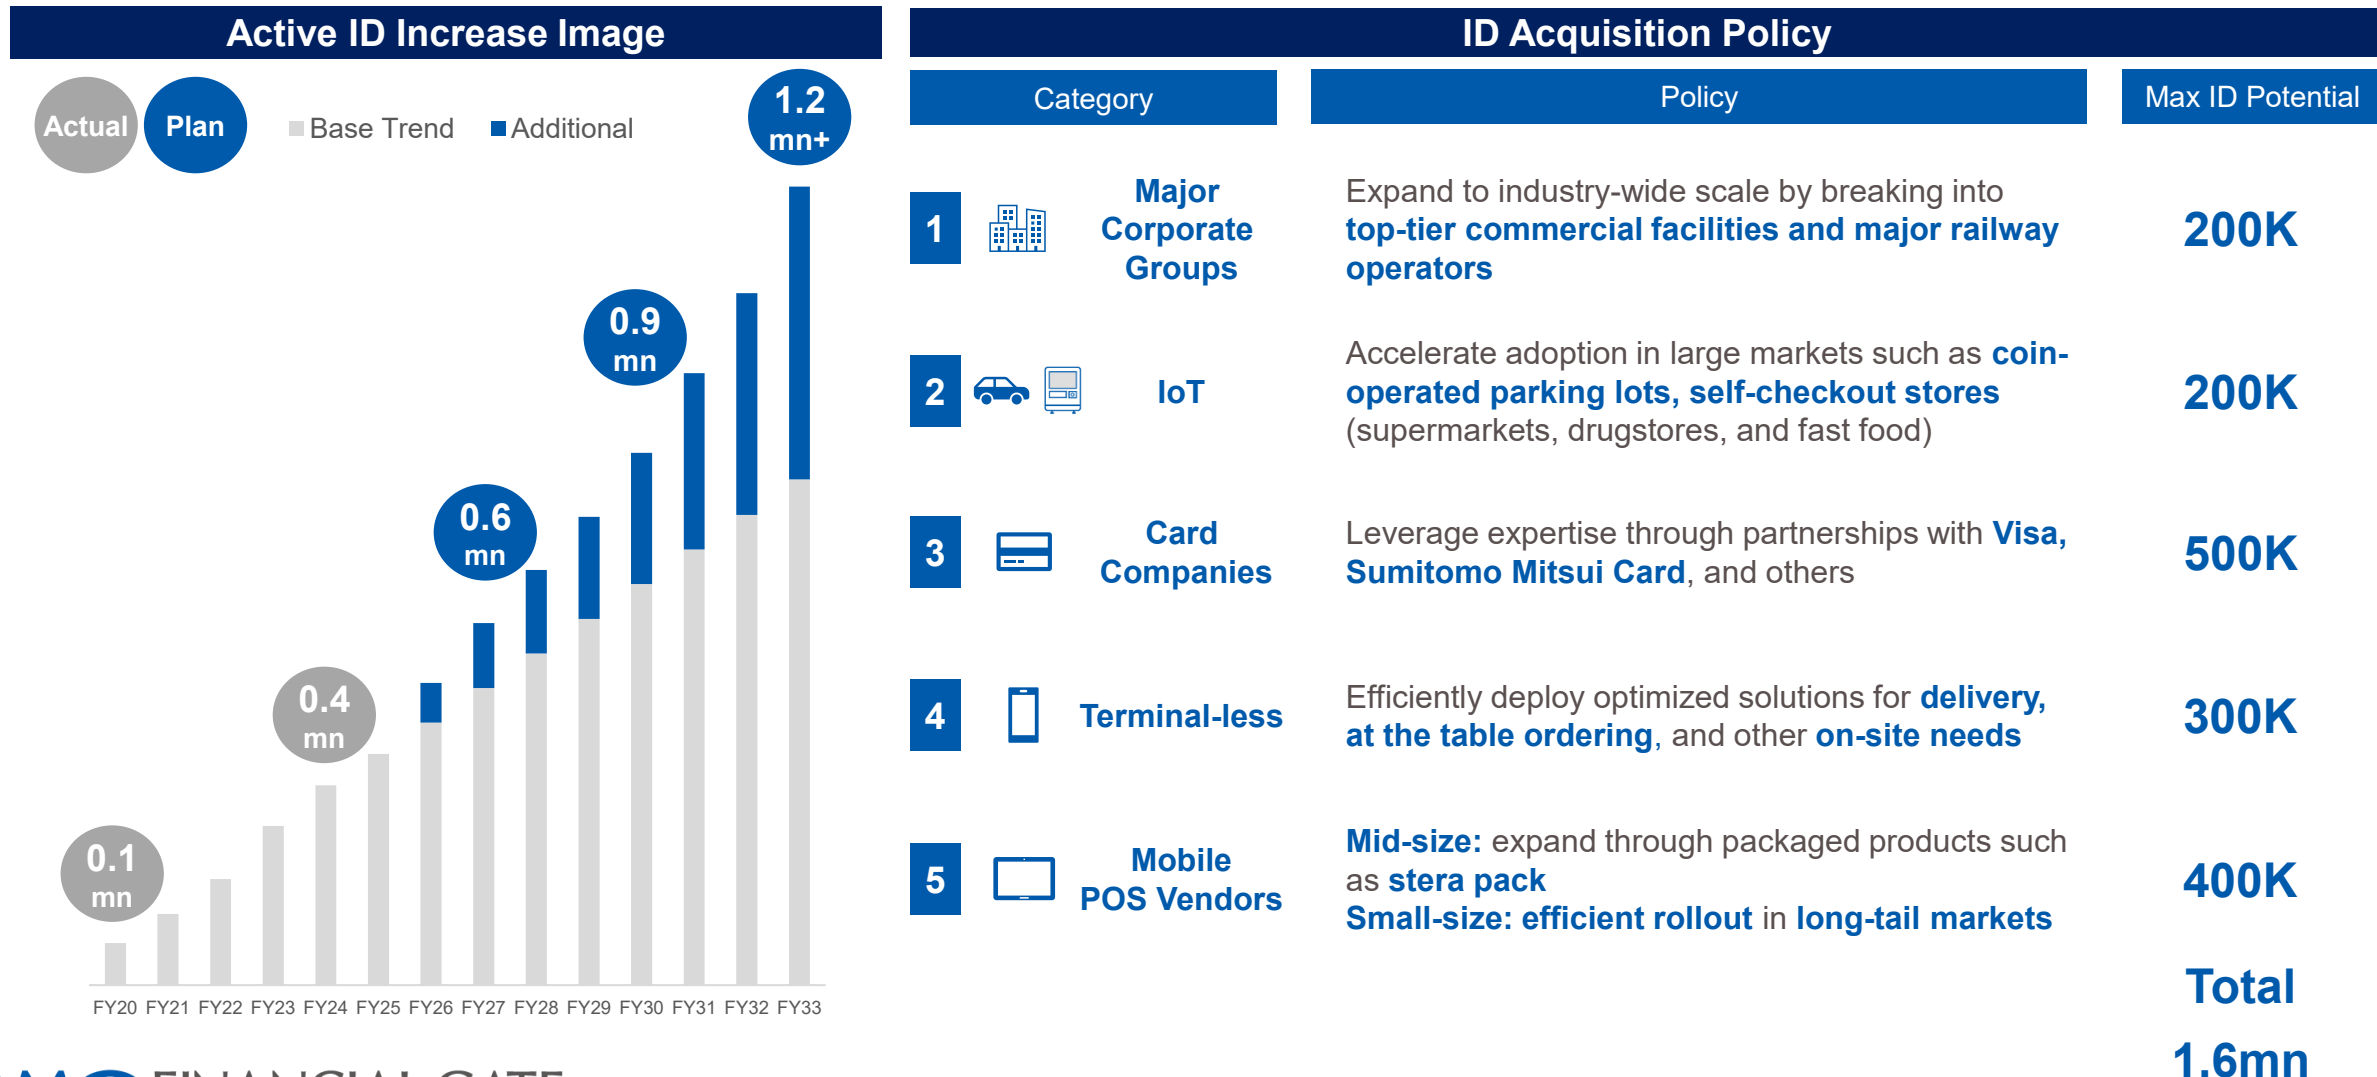 Active ID Increase Image
Actual
Plan
Base Trend
Additional
1.2
mn+
0.9
mn
0.6
mn
0.4
mn
0.1
mn
FY20 FY21 FY22 FY23 FY24 FY25 FY26 FY27 FY28 FY29 FY30 FY31 FY32 FY33
ID Acquisition Policy
Category
Policy
Max ID Potential
1
Major
Corporate
Groups
Expand to industry-wide scale by breaking into
top-tier commercial facilities and major railway
operators
200K
2
IoT
Accelerate adoption in large markets such as coin-
operated parking lots, self-checkout stores
(supermarkets, drugstores, and fast food)
200K
3
Card
Companies
Leverage expertise through partnerships with Visa,
Sumitomo Mitsui Card, and others
500K
4
Terminal-less
Efficiently deploy optimized solutions for delivery,
at the table ordering, and other on-site needs
300K
5
Mobile
POS Vendors
Mid-size: expand through packaged products such
as stera pack
Small-size: efficient rollout in long-tail markets
400K
Total
1.6mn
FINANCIAL GATE